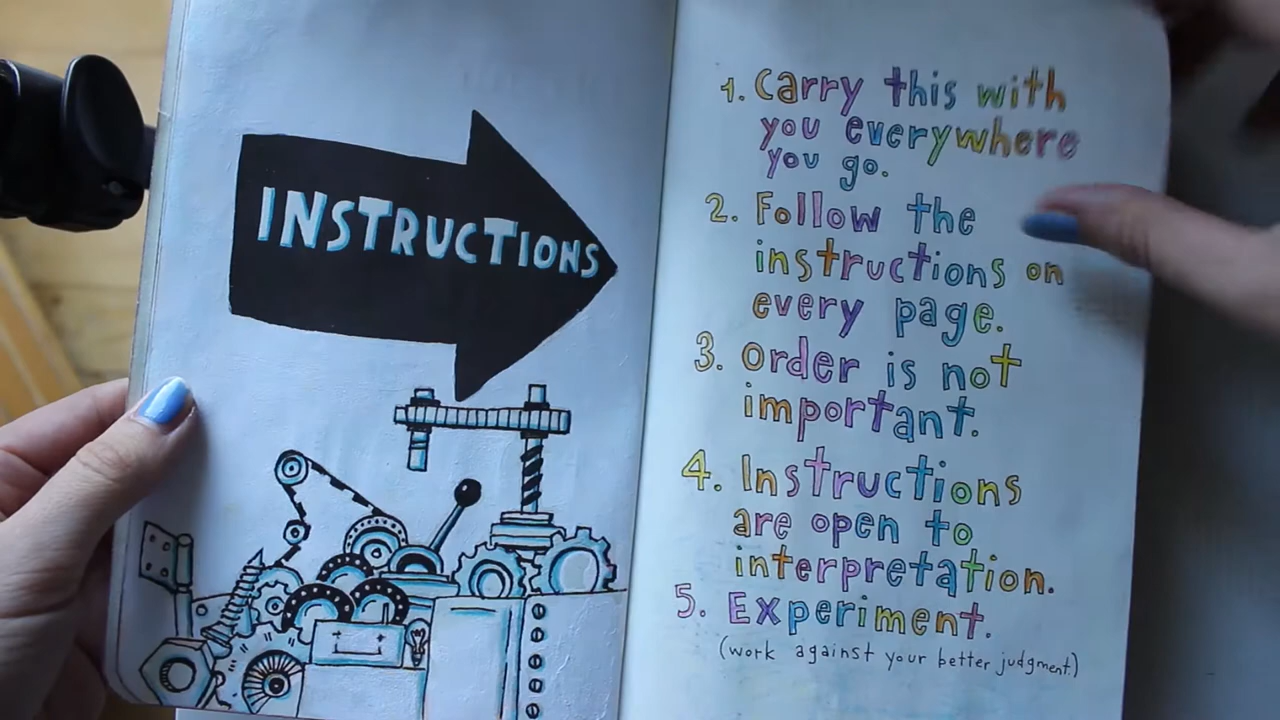 INSTRUCTIONS
1. Carry this with
you everywhere
you go.
2. Follow the
instructions on
every page.
3. Order is not
important.
4. Instructions
are open to
interpretation.
5. Experiment.
(work against your better judgment.)